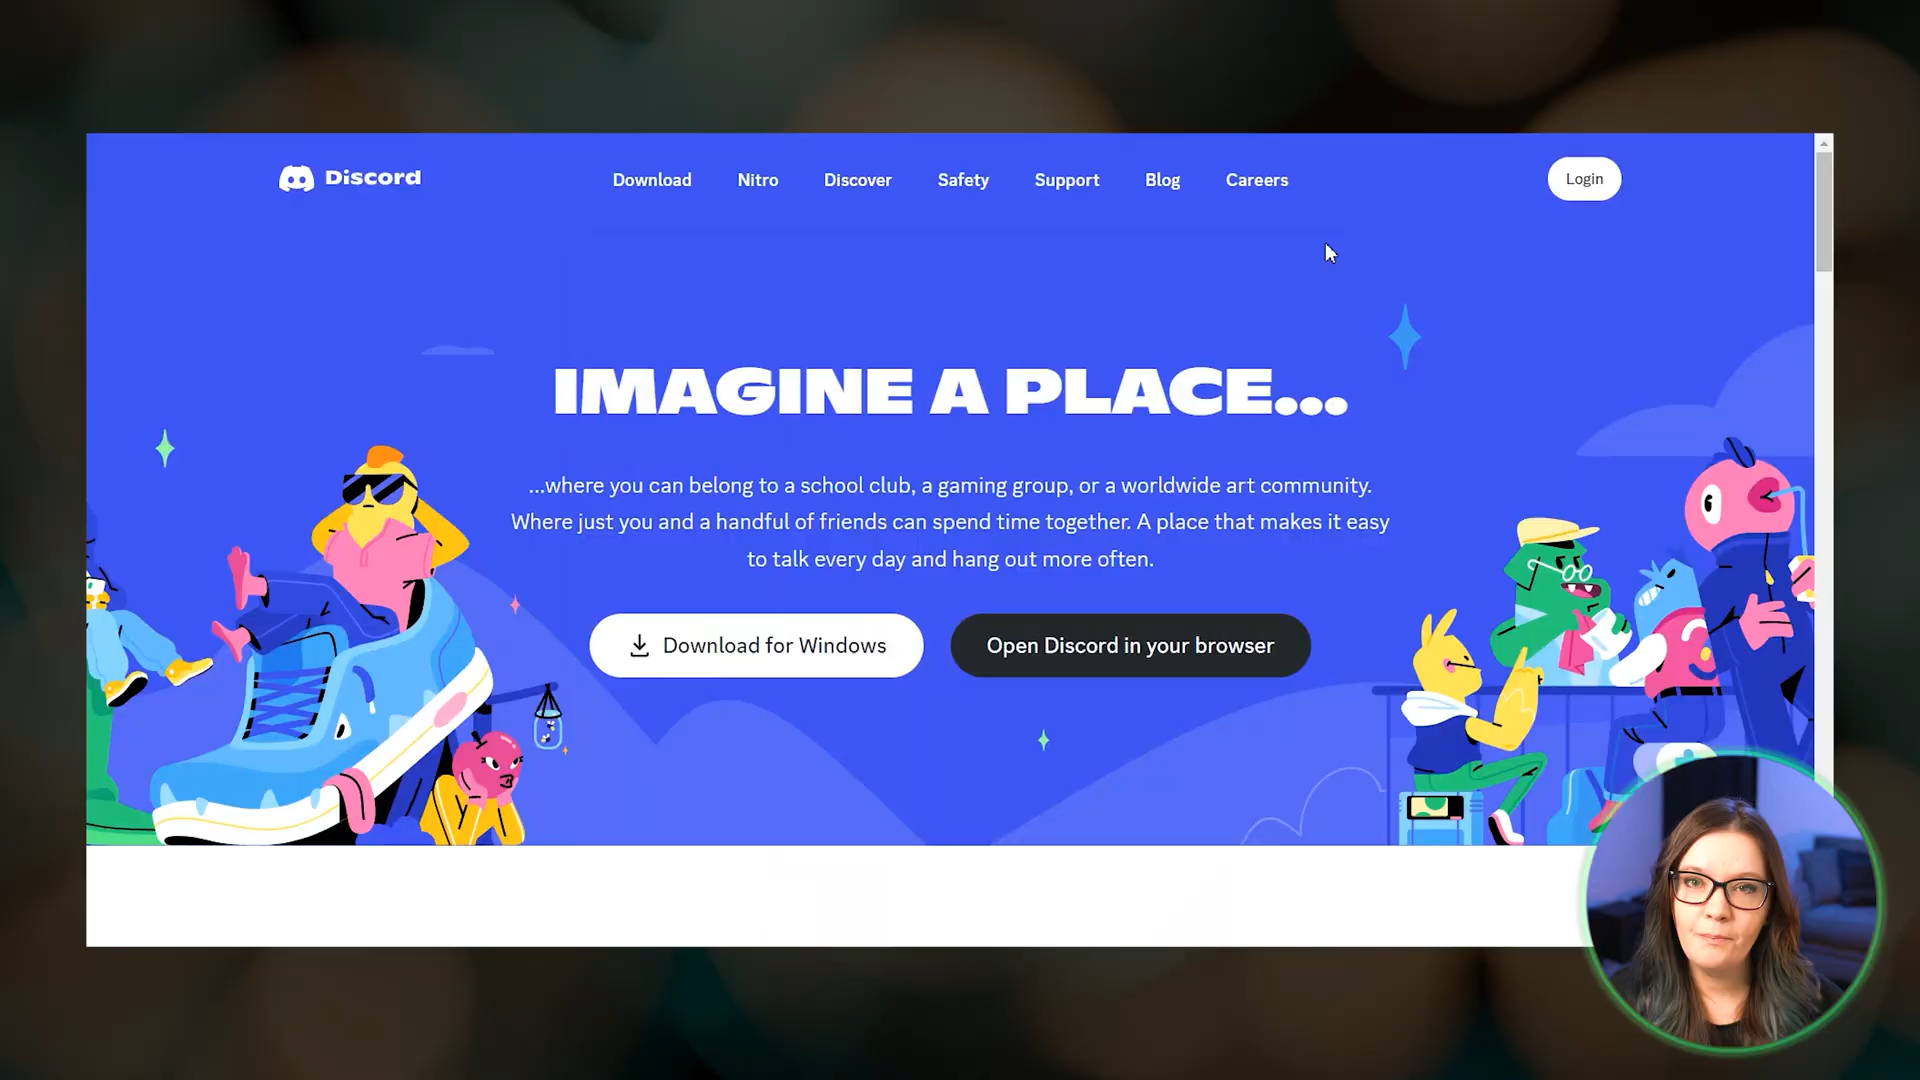 Discord
Download Nitro Discover Safety Support Blog Careers
Login
IMAGINE A PLACE...
...where you can belong to a school club, a gaming group, or a worldwide art community.
Where just you and a handful of friends can spend time together. A place that makes it easy
to talk every day and hang out more often.
Download for Windows
Open Discord in your browser